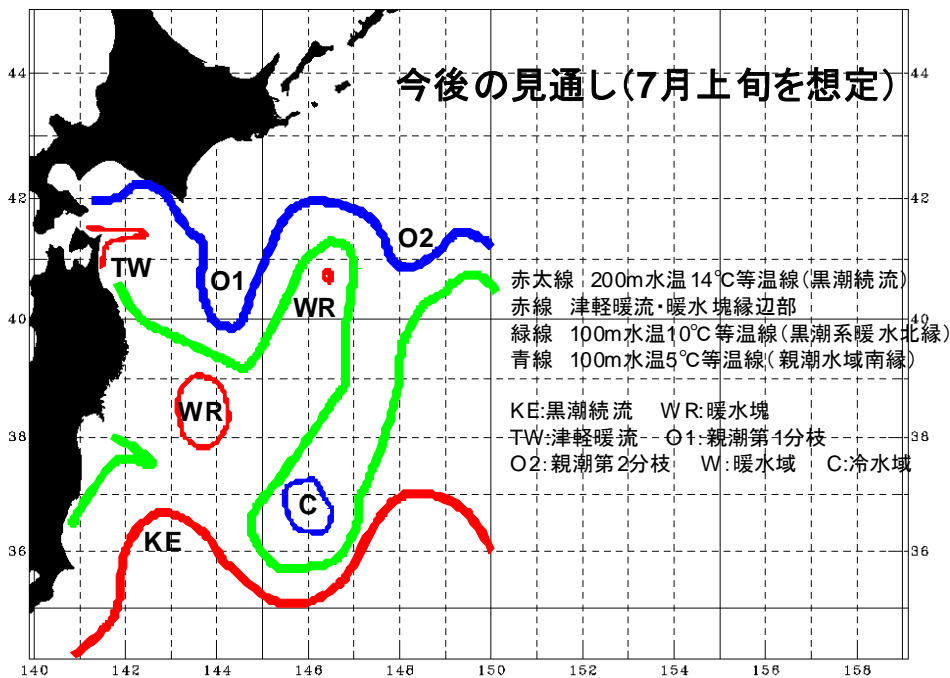 今後の見通し(7月上旬を想定)
44
44
42
42
O2
TW
O1
WR
赤太線 200m水温14℃等温線(黒潮続流)
赤線 津軽暖流・暖水塊縁辺部
40
40
緑線 100m水温10℃等温線(黒潮系暖水北縁)
青線 100m水温5℃等温線(親潮水域南縁)
WR
KE:黒潮続流 WR:暖水塊
38
38
TW:津軽暖流 O1:親潮第1分枝
O2:親潮第2分枝 W:暖水域 C:冷水域
C
KE
36
36
140 142 144 146 148 150 152 154 156 158